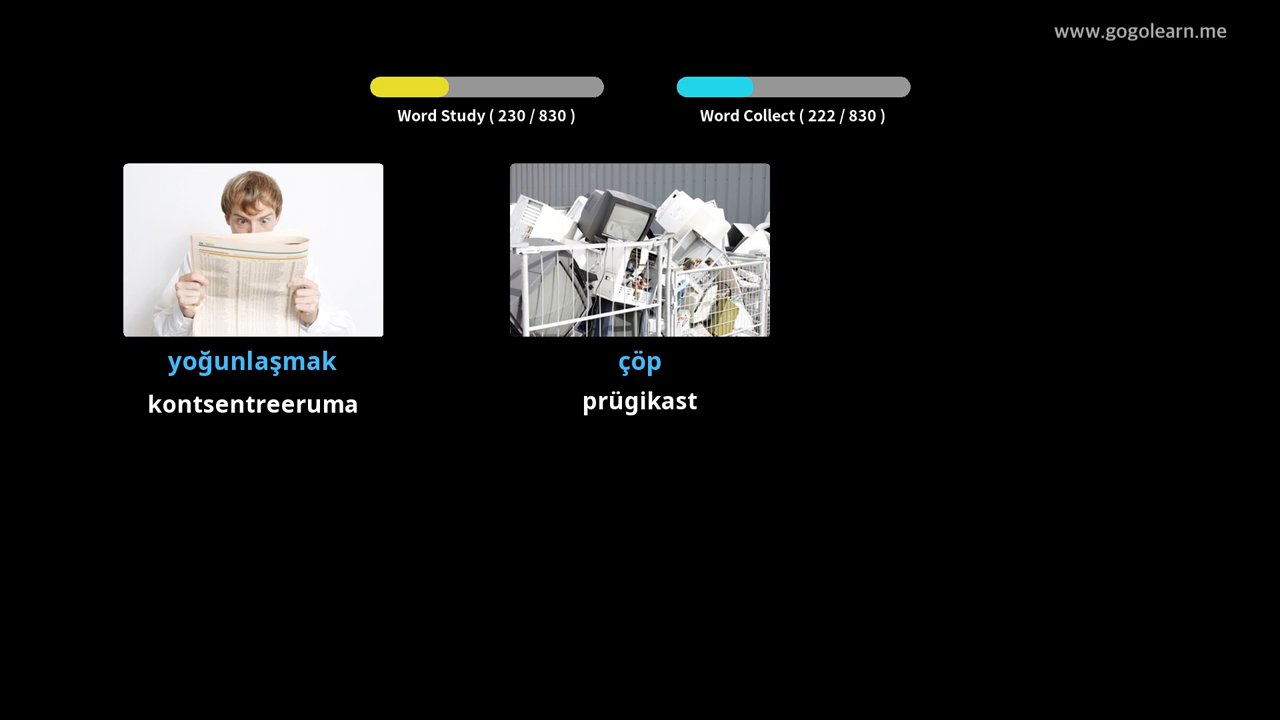 www.gogolearn.me
Word Study ( 230 / 830 )
Word Collect ( 222 / 830 )
yoğunlaşmak
kontsentreeruma
çöp
prügikast